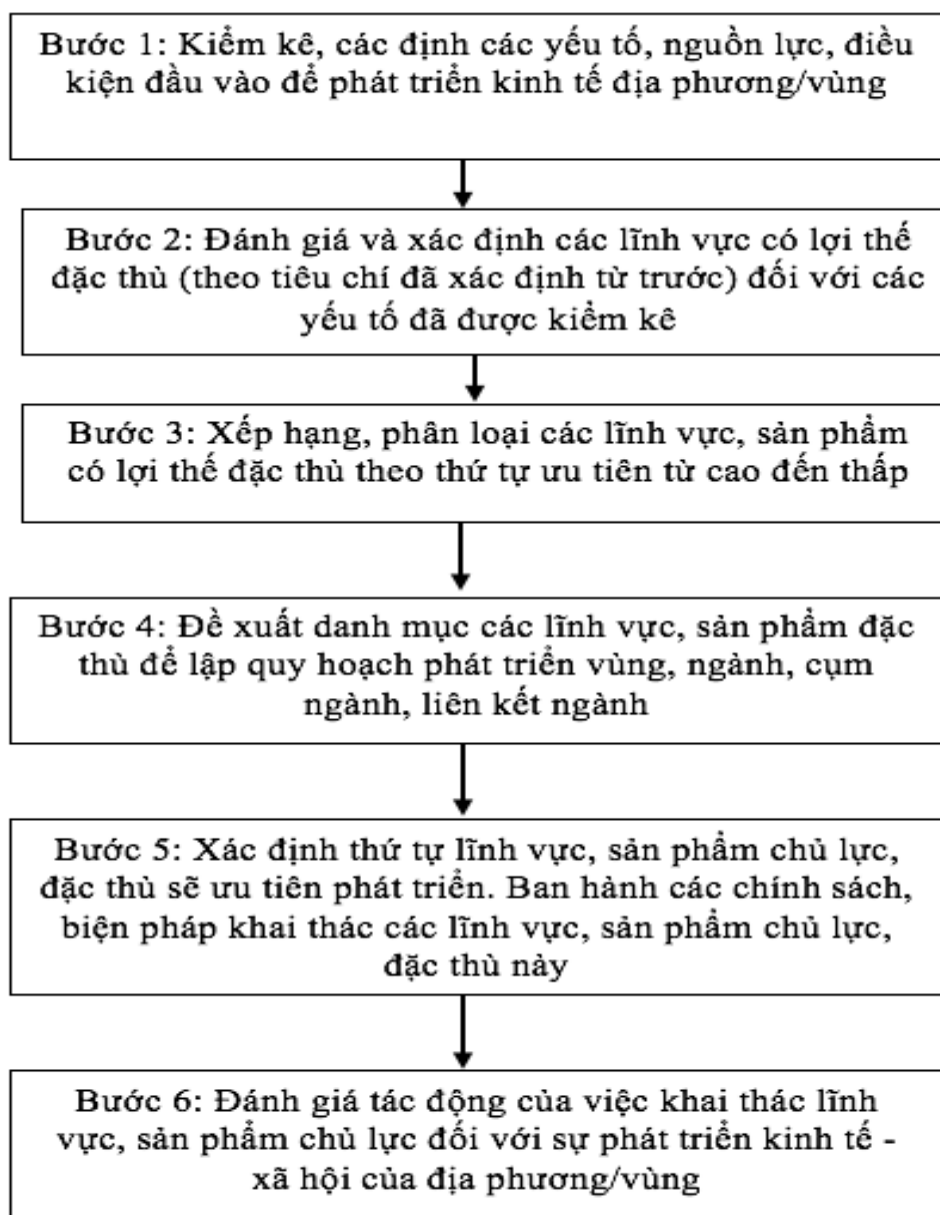 Bước 1: Kiểm kê, các định các yếu tố, nguồn lực, điều
kiện đầu vào để phát triển kinh tế địa phương/vùng
Bước 2: Đánh giá và xác định các lĩnh vực có lợi thế
đặc thù (theo tiêu chí đã xác định từ trước) đối với các
yếu tố đã được kiểm kê
Bước 3: Xếp hạng, phân loại các lĩnh vực, sản phẩm
có lợi thế đặc thù theo thứ tự ưu tiên từ cao đến thấp
Bước 4: Đề xuất danh mục các lĩnh vực, sản phẩm đặc
thù để lập quy hoạch phát triển vùng, ngành, cụm
ngành, liên kết ngành
Bước 5: Xác định thứ tự lĩnh vực, sản phẩm chủ lực,
đặc thù sẽ ưu tiên phát triển. Ban hành các chính sách,
biện pháp khai thác các lĩnh vực, sản phẩm chủ lực,
đặc thù này
Bước 6: Đánh giá tác động của việc khai thác lĩnh
vực, sản phẩm chủ lực đối với sự phát triển kinh tế -
xã hội của địa phương/vùng